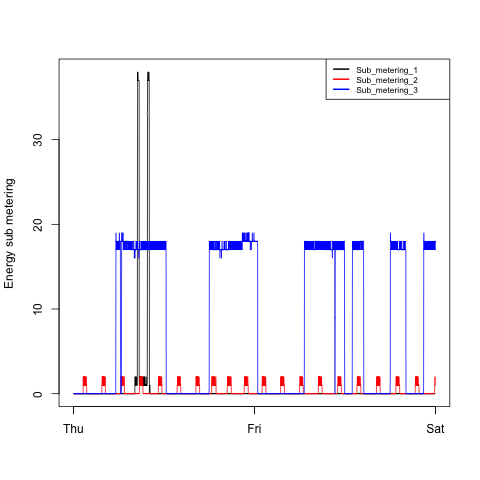 Sub_metering_1
Sub_metering_2
Sub_metering_3
Energy sub metering
30
20
10
0
Thu Fri Sat